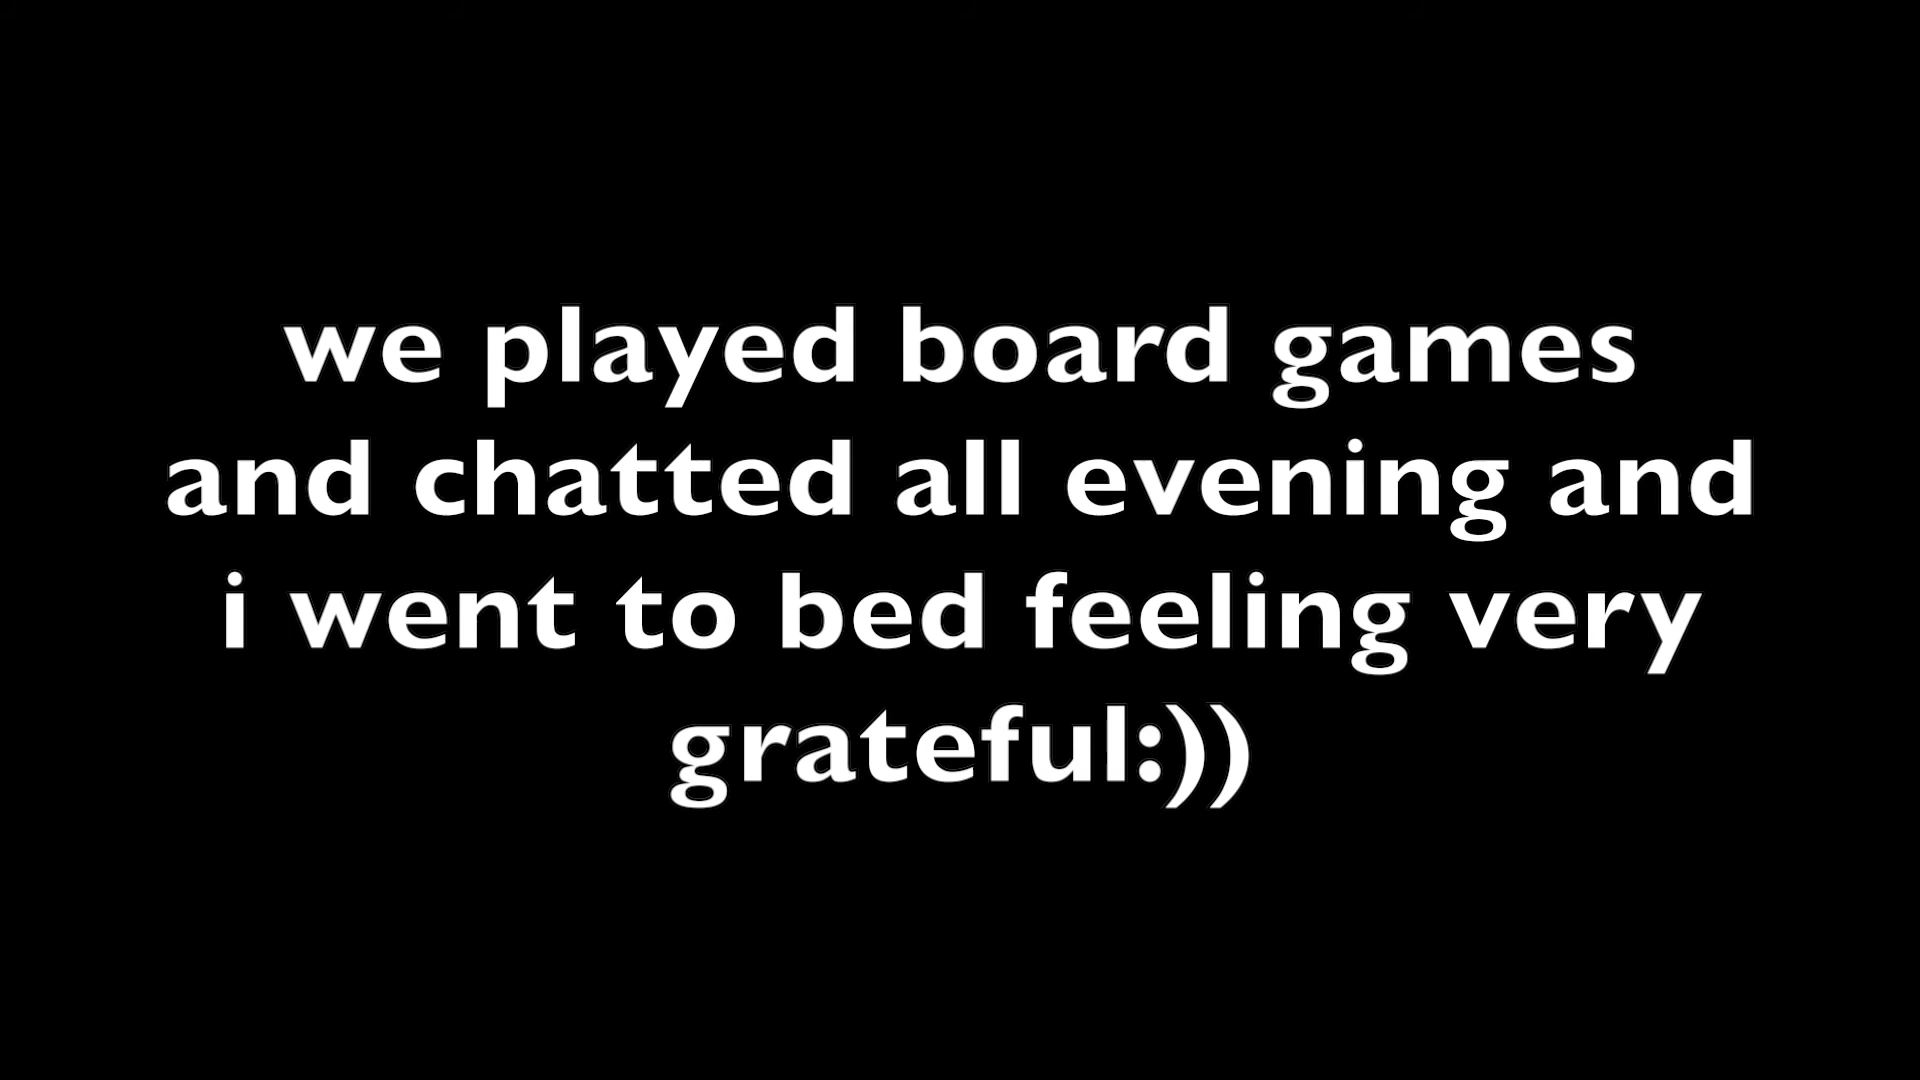 we played board games
and chatted all evening and
i went to bed feeling very
grateful:))